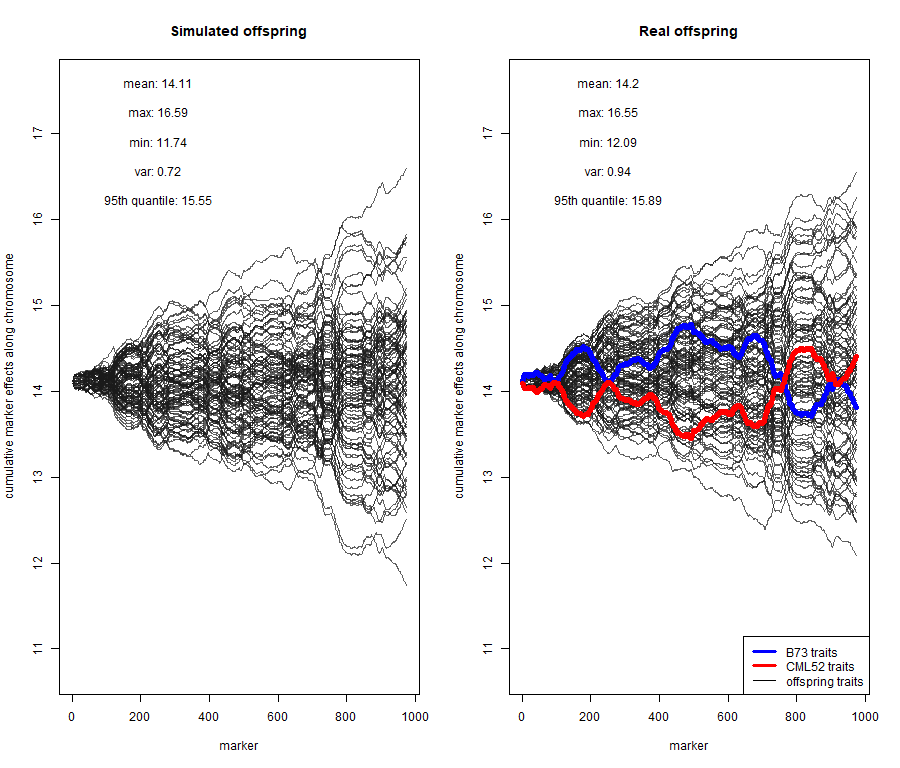 Simulated offspring
mean: 14.11
max: 16.59
min: 11.74
var: 0.72
95th quantile: 15.55
cumulative marker effects along chromosome
11
12
13
14
15
16
17
0 200 400 600 800 1000
marker
Real offspring
mean: 14.2
max: 16.55
min: 12.09
var: 0.94
95th quantile: 15.89
cumulative marker effects along chromosome
11
12
13
14
15
16
17
B73 traits
CML52 traits
offspring traits
0 200 400 600 800 1000
marker